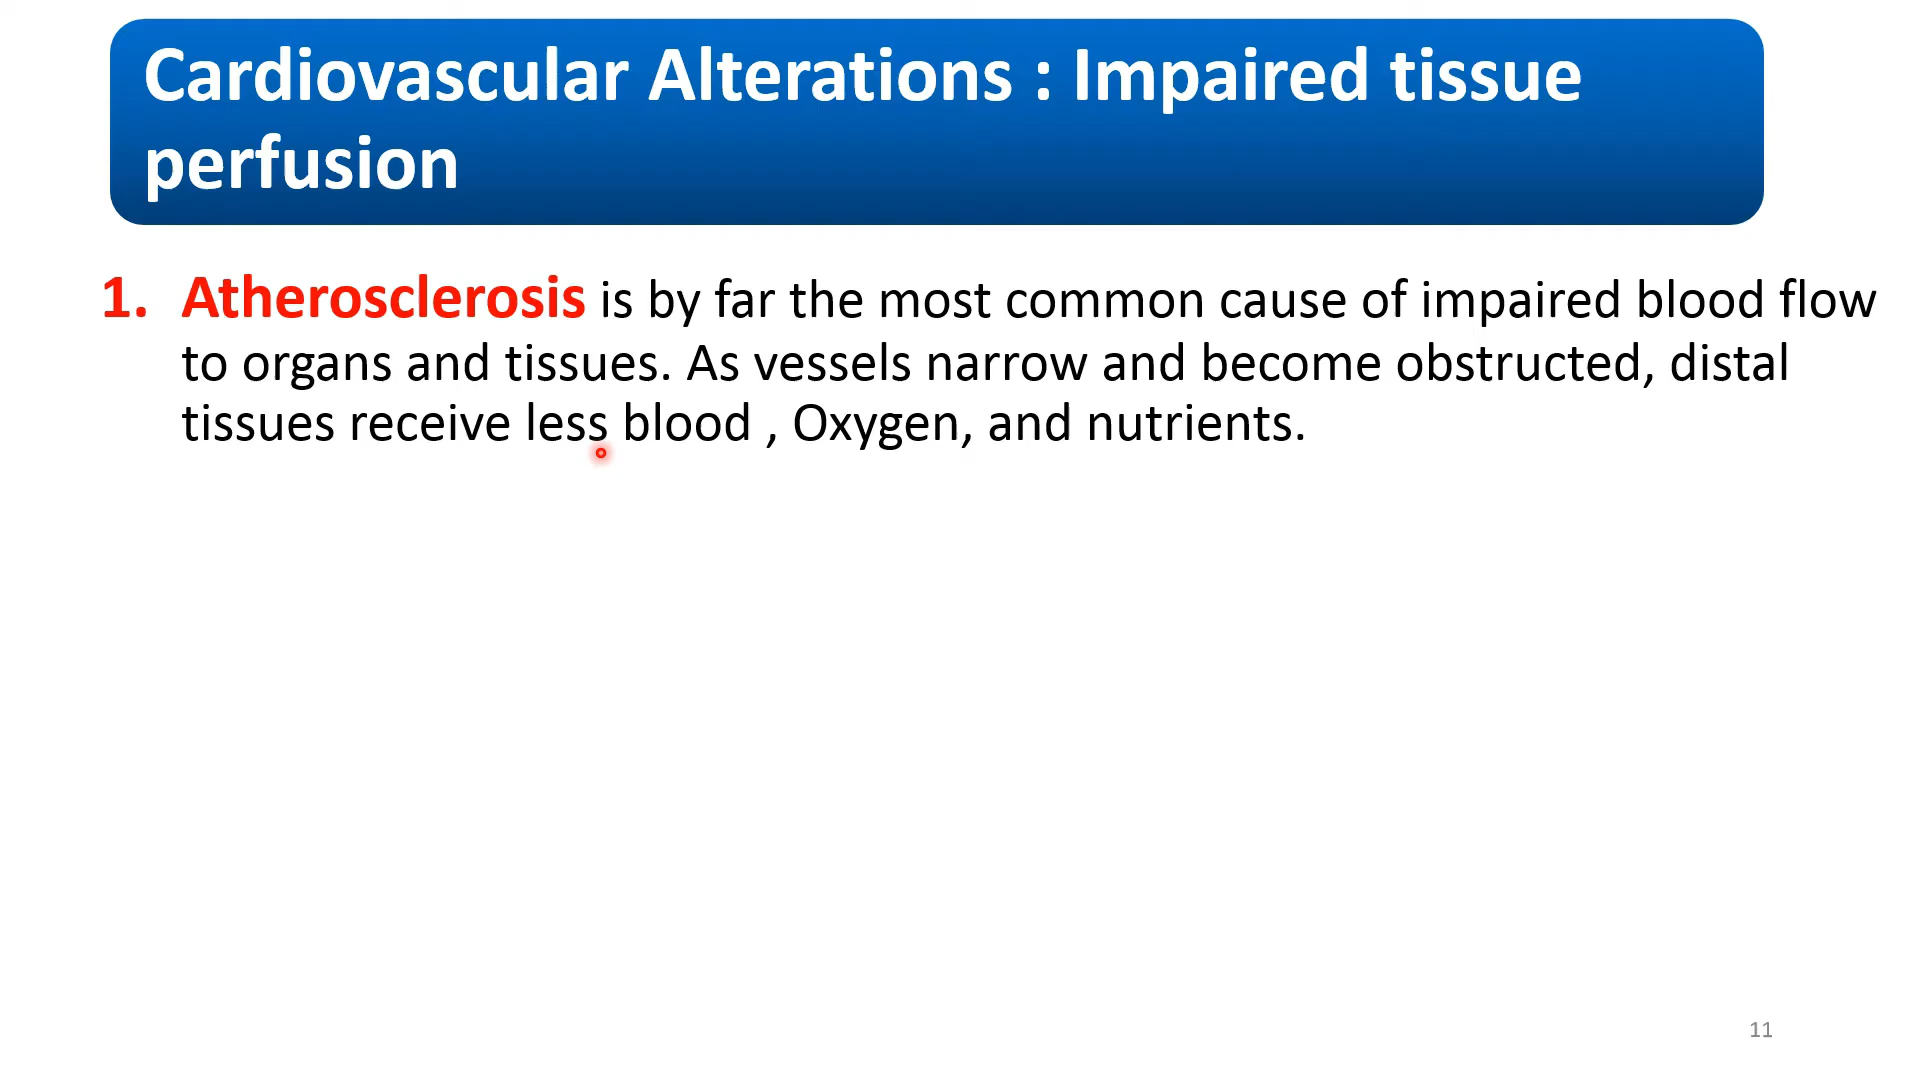 Cardiovascular Alterations : Impaired tissue
perfusion
1. Atherosclerosis is by far the most common cause of impaired blood flow
to organs and tissues. As vessels narrow and become obstructed, distal
tissues receive less blood , Oxygen, and nutrients.
11